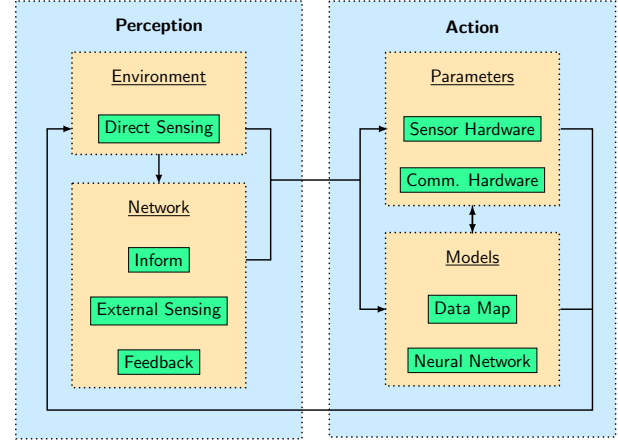 Perception
Environment
Direct Sensing
Network
Inform
External Sensing
Feedback
Action
Parameters
Sensor Hardware
Comm. Hardware
Models
Data Map
Neural Network